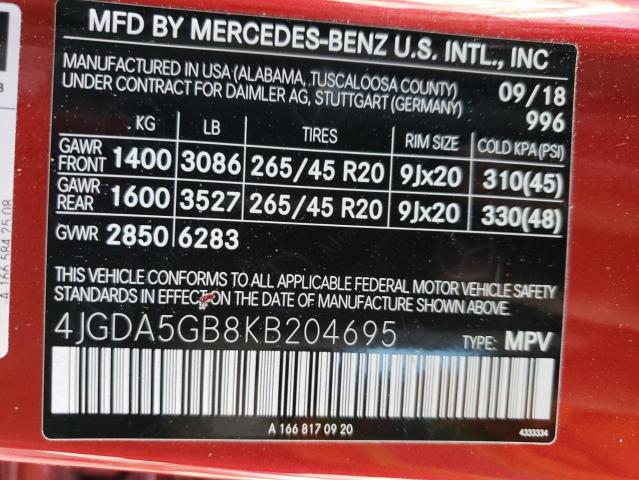 MFD BY MERCEDES-BENZ U.S. INTL., INC
MANUFACTURED IN USA (ALABAMA, TUSCALOOSA COUNTY)
UNDER CONTRACT FOR DAIMLER AG, STUTTGART (GERMANY)
09/18
996
KG LB TIRES RIM SIZE COLD KPA(PSI)
GAWR FRONT 1400 3086 265/45 R20 9Jx20 310(45)
GAWR REAR 1600 3527 265/45 R20 9Jx20 330(48)
GVWR 2850 6283
THIS VEHICLE CONFORMS TO ALL APPLICABLE FEDERAL MOTOR VEHICLE SAFETY
STANDARDS IN EFFECT ON THE DATE OF MANUFACTURE SHOWN ABOVE.
4JGDA5GB8KB204695 TYPE: MPV
A 166 817 09 20
4333334
A 166 584 25 08